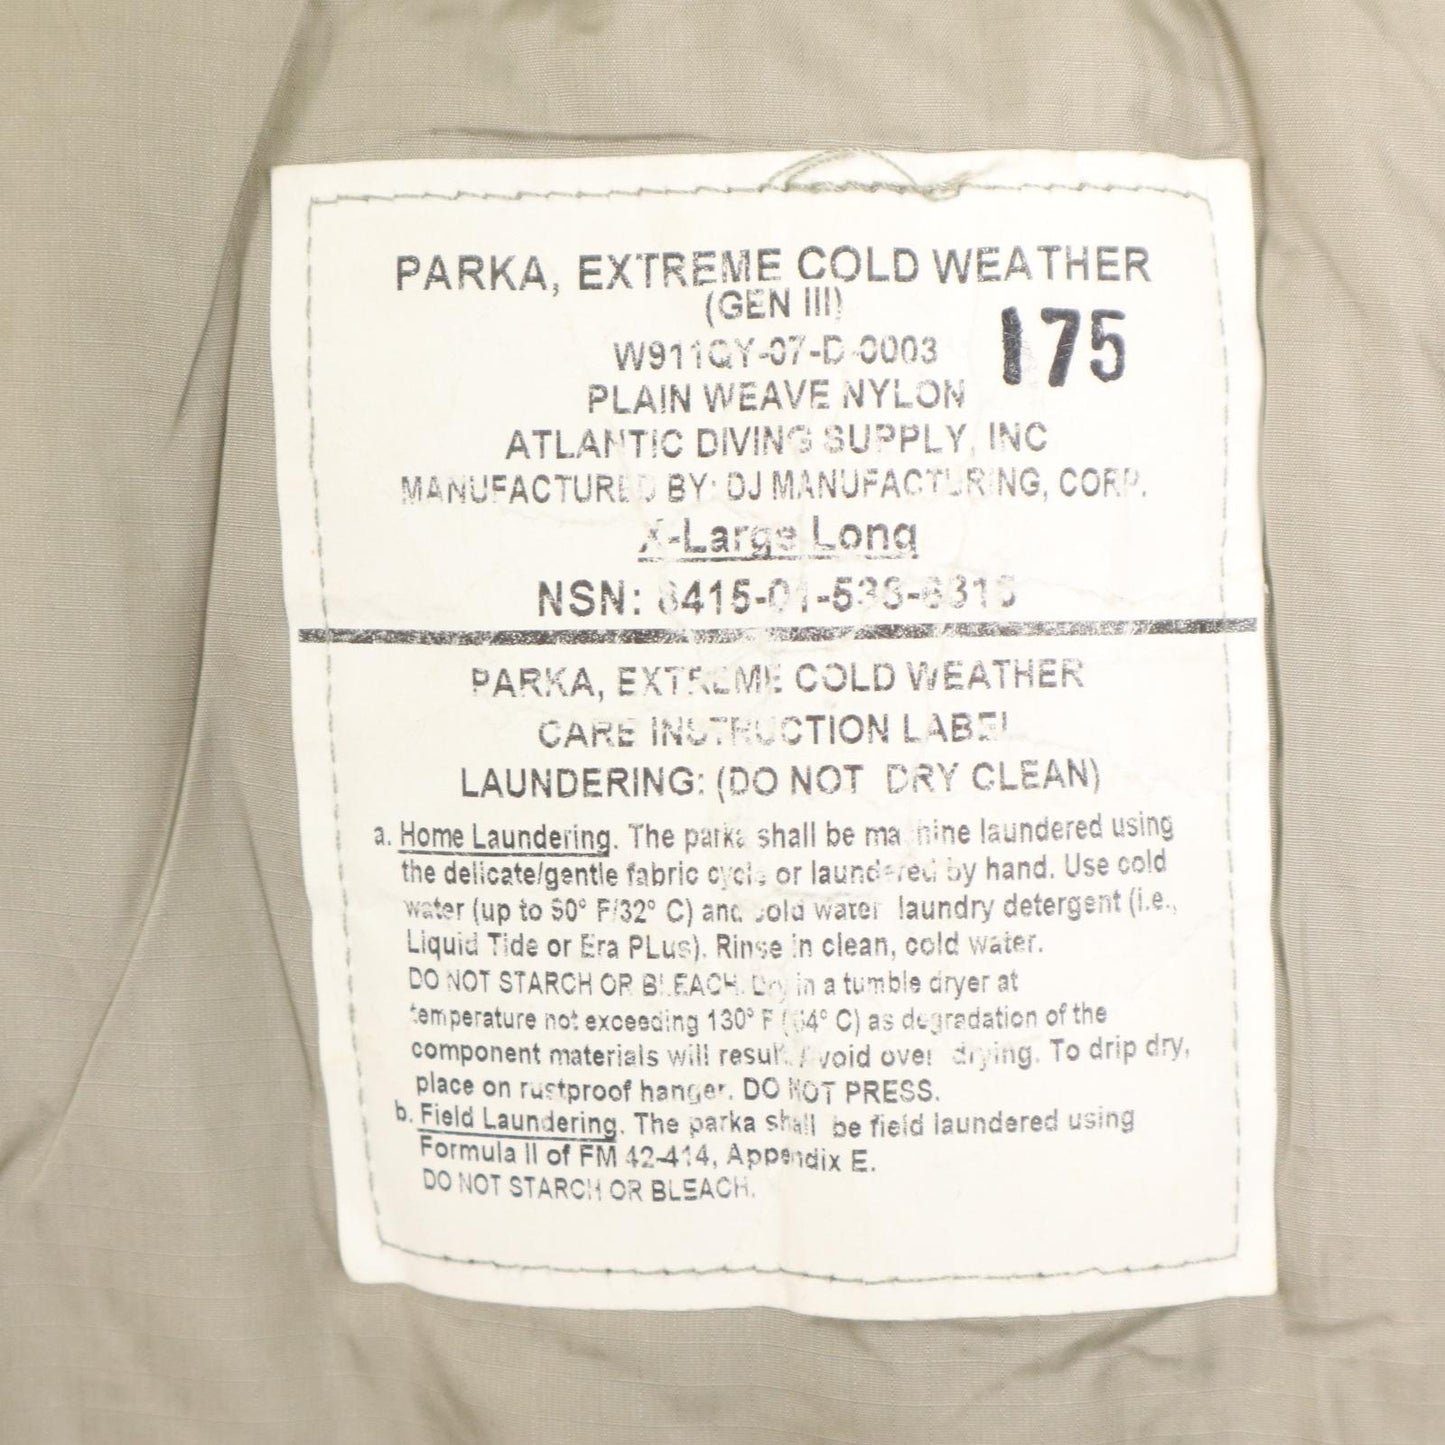 PARKA, EXTREME COLD WEATHER
(GEN III)
175
W911QY-07-D-0003
PLAIN WEAVE NYLON
ATLANTIC DIVING SUPPLY, INC
MANUFACTURED BY: DJ MANUFACTURING, CORP.
X-Large Long
NSN:
PARKA, EXTREME COLD WEATHER
CARE INSTRUCTION LABEL
LAUNDERING: (DO NOT DRY CLEAN)
a. Home Laundering. The parka shall be machine laundered using
the delicate/gentle fabric cycle or laundered by hand. Use cold
water (up to 90° F/32° C) and cold water laundry detergent (i.e.,
Liquid Tide or Era PLus). Rinse in clean, cold water.
DO NOT STARCH OR BLEACH. Dry in a tumble dryer at
temperature not exceeding 130° F (54° C) as degradation of the
component materials will result. Avoid over drying. To drip dry,
place on rustproof hanger. DO NOT PRESS.
b. Field Laundering. The parka shall be field laundered using
Formula II of FM 42-414, Appendix E.
DO NOT STARCH OR BLEACH.